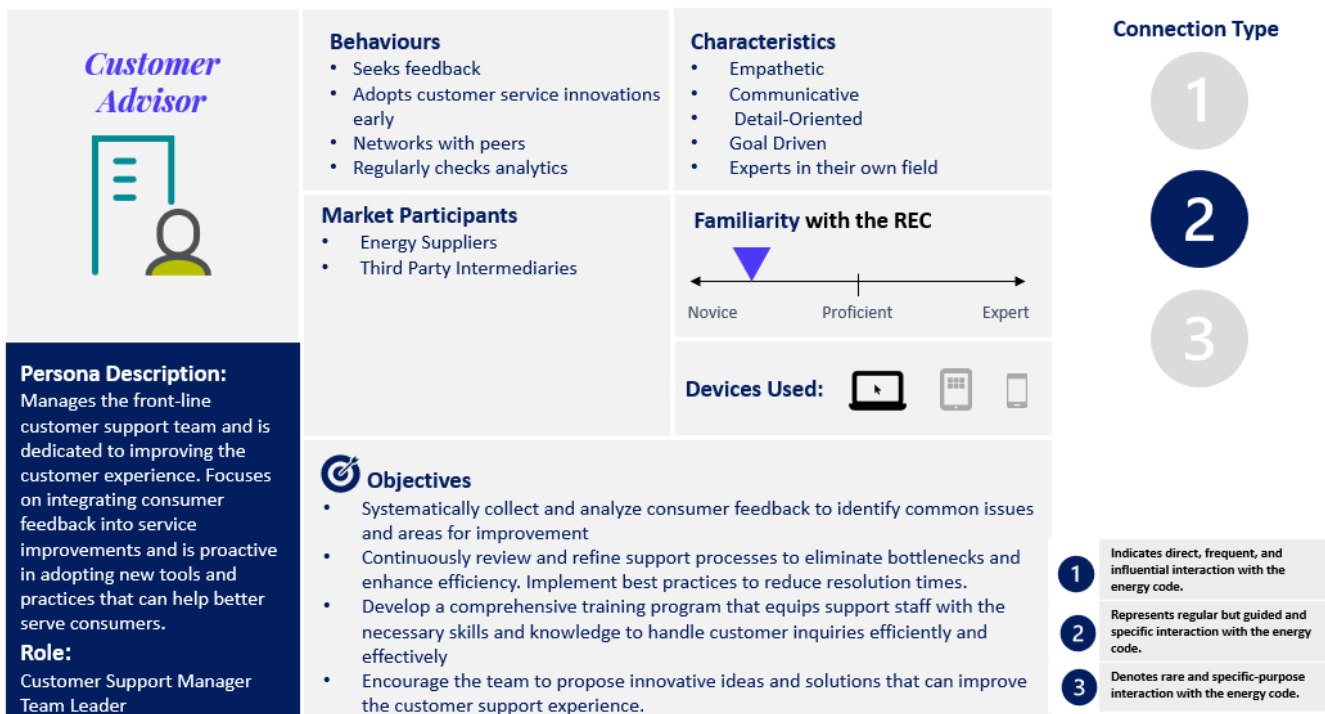 Customer
Advisor
Persona Description:
Manages the front-line
customer support team and is
dedicated to improving the
customer experience. Focuses
on integrating consumer
feedback into service
improvements and is proactive
in adopting new tools and
practices that can help better
serve consumers.
Role:
Customer Support Manager
Team Leader
Behaviours
• Seeks feedback
• Adopts customer service innovations
early
• Networks with peers
• Regularly checks analytics
Characteristics
• Empathetic
• Communicative
• Detail-Oriented
• Goal Driven
• Experts in their own field
Market Participants
• Energy Suppliers
• Third Party Intermediaries
Familiarity with the REC
Novice Proficient Expert
Devices Used:
Objectives
• Systematically collect and analyze consumer feedback to identify common issues
and areas for improvement
• Continuously review and refine support processes to eliminate bottlenecks and
enhance efficiency. Implement best practices to reduce resolution times.
• Develop a comprehensive training program that equips support staff with the
necessary skills and knowledge to handle customer inquiries efficiently and
effectively
• Encourage the team to propose innovative ideas and solutions that can improve
the customer support experience.
Connection Type
1
2
3
1 Indicates direct, frequent, and
influential interaction with the
energy code.
2 Represents regular but guided and
specific interaction with the energy
code.
3 Denotes rare and specific-purpose
interaction with the energy code.